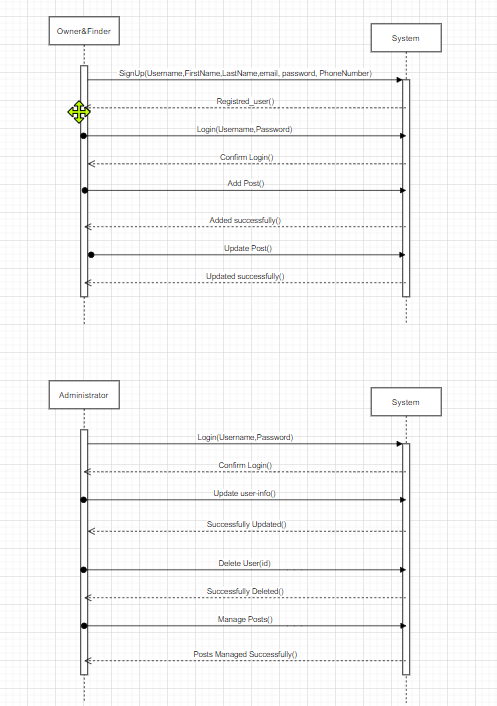 Owner&Finder
System
SignUp(Username,FirstName,LastName,email, password, PhoneNumber)
Registred_user()
Login(Username,Password)
Confirm Login()
Add Post()
Added successfully()
Update Post()
Updated successfully()
Administrator
System
Login(Username,Password)
Confirm Login()
Update user-info()
Successfully Updated()
Delete User(id)
Successfully Deleted()
Manage Posts()
Posts Managed Successfully()